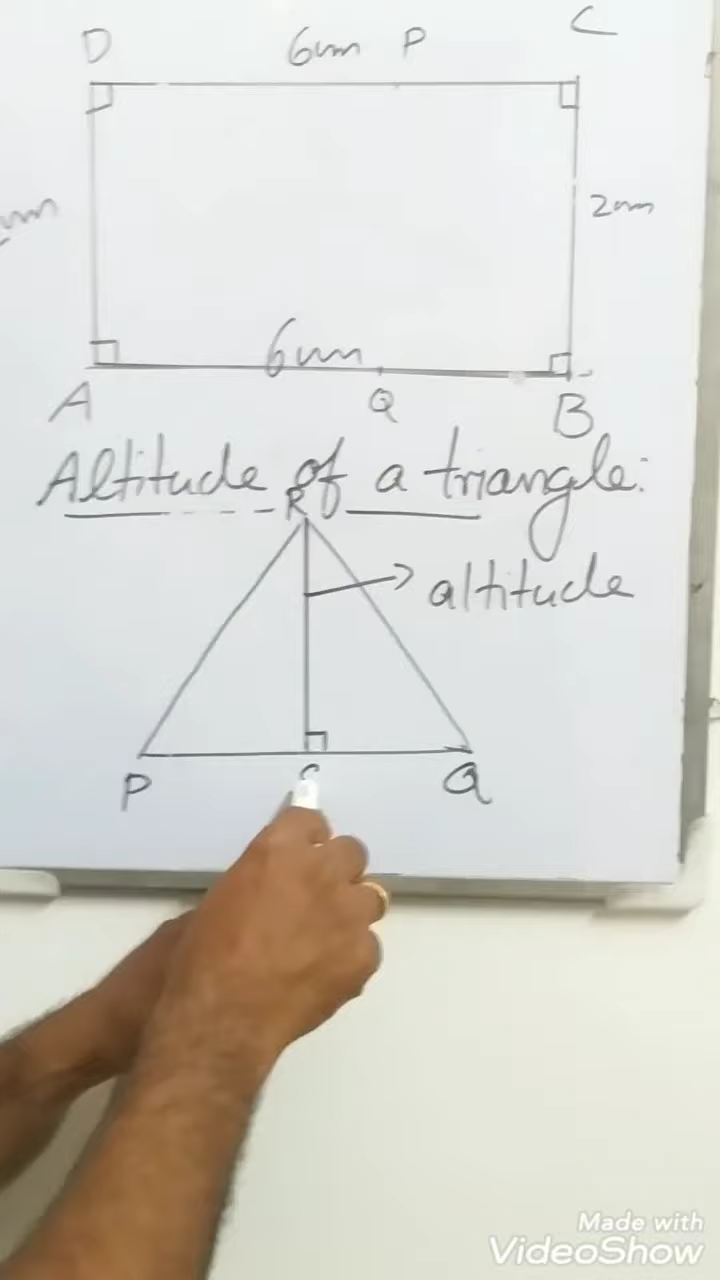 D 6cm P C
2cm
6cm
A Q B
Altitude of a triangle:
R
altitude
P S Q
Made with
VideoShow